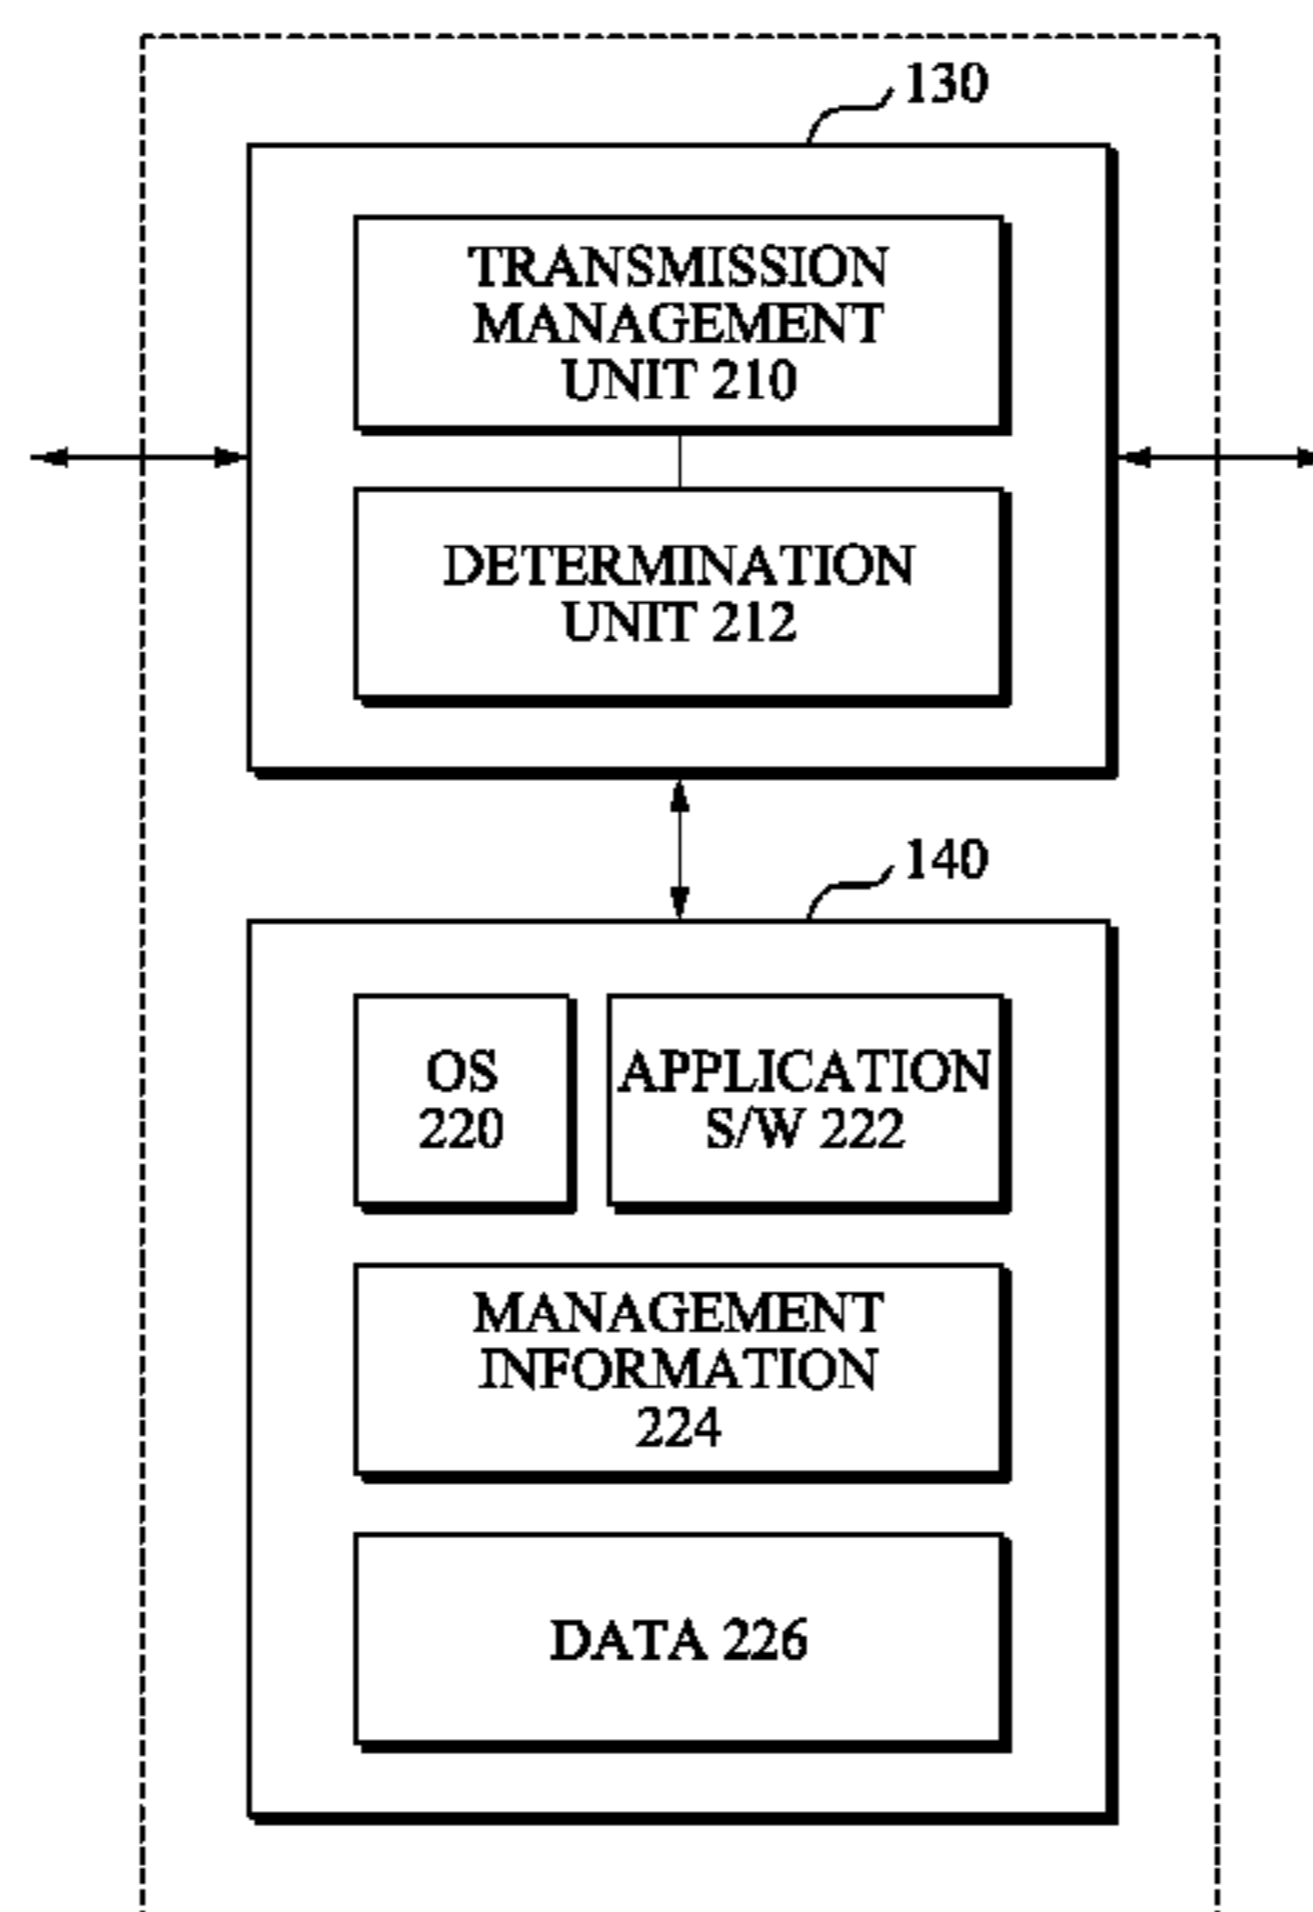 130
TRANSMISSION
MANAGEMENT
UNIT 210
DETERMINATION
UNIT 212
140
OS
220
APPLICATION
S/W 222
MANAGEMENT
INFORMATION
224
DATA 226